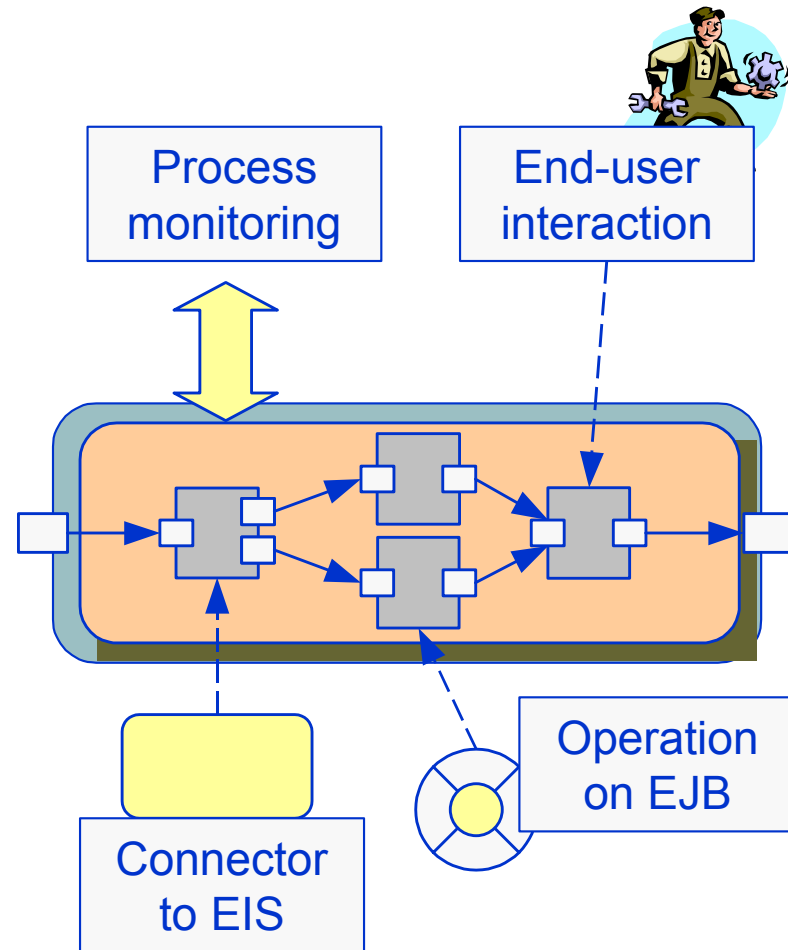 Process
monitoring
End-user
interaction
Operation
on EJB
Connector
to EIS